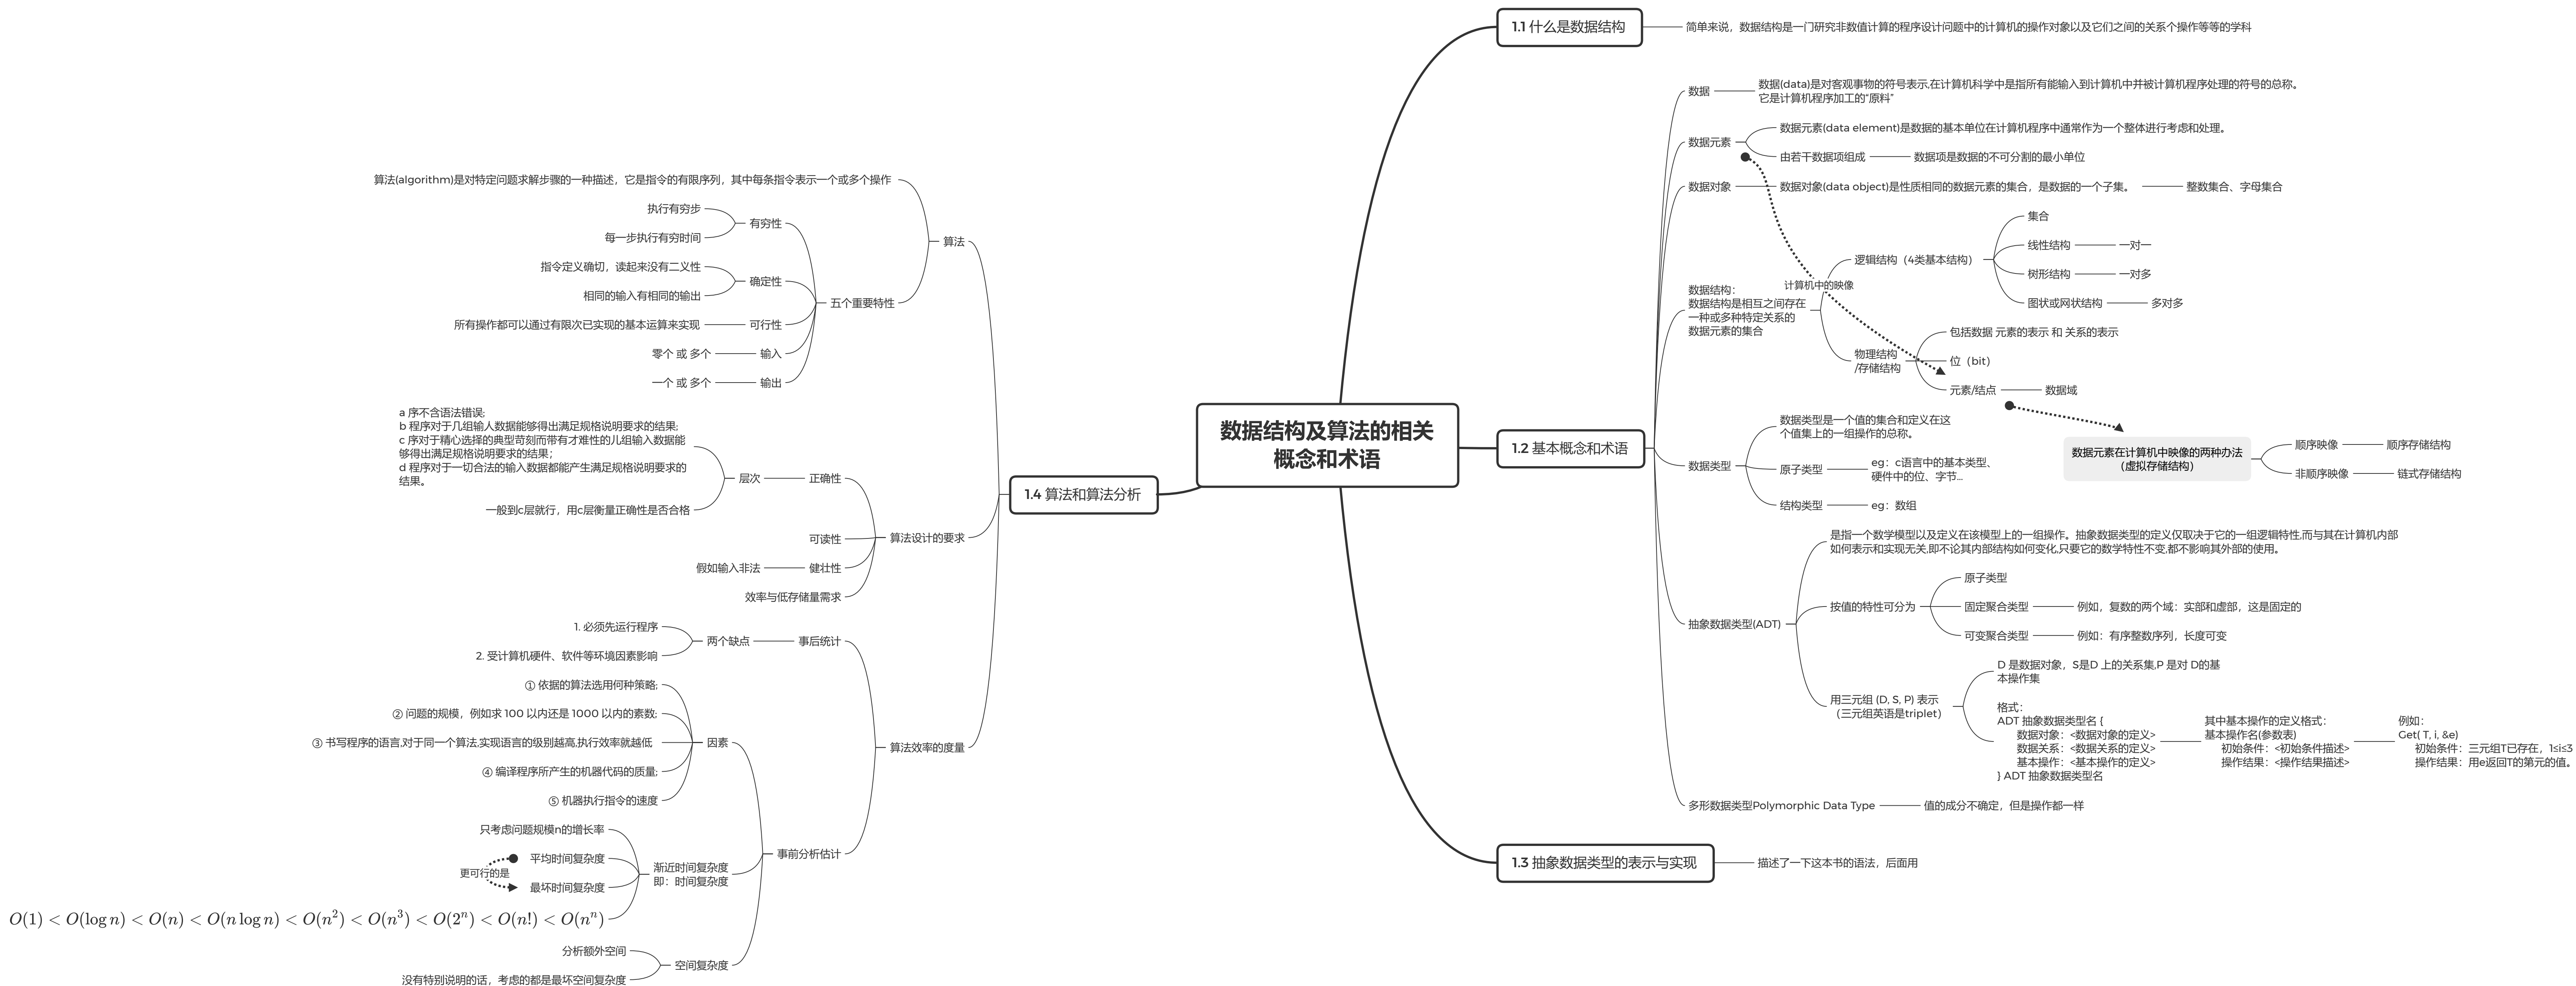 数据结构及算法的相关
概念和术语
1.1 什么是数据结构
简单来说，数据结构是一门研究非数值计算的程序设计问题中的计算机的操作对象以及它们之间的关系个操作等等的学科
1.2 基本概念和术语
数据
数据(data)是对客观事物的符号表示,在计算机科学中是指所有能输入到计算机中并被计算机程序处理的符号的总称。
它是计算机程序加工的“原料”
数据元素
数据元素(data element)是数据的基本单位在计算机程序中通常作为一个整体进行考虑和处理。
由若干数据项组成
数据项是数据的不可分割的最小单位
数据对象
数据对象(data object)是性质相同的数据元素的集合，是数据的一个子集。
整数集合、字母集合
数据结构：
数据结构是相互之间存在
一种或多种特定关系的
数据元素的集合
计算机中的映像
逻辑结构（4类基本结构）
集合
线性结构
一对一
树形结构
一对多
图状或网状结构
多对多
物理结构
/存储结构
包括数据 元素的表示 和 关系的表示
位（bit）
元素/结点
数据域
数据元素在计算机中映像的两种办法
（虚拟存储结构）
顺序映像
顺序存储结构
非顺序映像
链式存储结构
数据类型
数据类型是一个值的集合和定义在这
个值集上的一组操作的总称。
原子类型
eg：c语言中的基本类型、
硬件中的位、字节...
结构类型
eg：数组
抽象数据类型(ADT)
是指一个数学模型以及定义在该模型上的一组操作。抽象数据类型的定义仅取决于它的一组逻辑特性,而与其在计算机内部
如何表示和实现无关,即不论其内部结构如何变化,只要它的数学特性不变,都不影响其外部的使用。
按值的特性可分为
原子类型
固定聚合类型
例如，复数的两个域：实部和虚部，这是固定的
可变聚合类型
例如：有序整数序列，长度可变
用三元组 (D, S, P) 表示
（三元组英语是triplet）
D 是数据对象，S是D 上的关系集,P 是对 D的基
本操作集
格式：
ADT 抽象数据类型名 {
数据对象：<数据对象的定义>
数据关系：<数据关系的定义>
基本操作：<基本操作的定义>
} ADT 抽象数据类型名
其中基本操作的定义格式：
基本操作名(参数表)
初始条件：<初始条件描述>
操作结果：<操作结果描述>
例如：
Get( T, i, &e)
初始条件：三元组T已存在，1≤i≤3
操作结果：用e返回T的第元的值。
多形数据类型Polymorphic Data Type
值的成分不确定，但是操作都一样
1.3 抽象数据类型的表示与实现
描述了一下这本书的语法，后面用
1.4 算法和算法分析
算法
算法(algorithm)是对特定问题求解步骤的一种描述，它是指令的有限序列，其中每条指令表示一个或多个操作
五个重要特性
有穷性
执行有穷步
每一步执行有穷时间
确定性
指令定义确切，读起来没有二义性
相同的输入有相同的输出
可行性
所有操作都可以通过有限次已实现的基本运算来实现
输入
零个 或 多个
输出
一个 或 多个
算法设计的要求
正确性
层次
a 序不含语法错误;
b 程序对于几组输人数据能够得出满足规格说明要求的结果;
c 序对于精心选择的典型苛刻而带有才难性的儿组输入数据能
够得出满足规格说明要求的结果；
d 程序对于一切合法的输入数据都能产生满足规格说明要求的
结果。
一般到c层就行，用c层衡量正确性是否合格
可读性
健壮性
假如输入非法
效率与低存储量需求
算法效率的度量
事后统计
两个缺点
1. 必须先运行程序
2. 受计算机硬件、软件等环境因素影响
事前分析估计
因素
① 依据的算法选用何种策略;
② 问题的规模，例如求 100 以内还是 1000 以内的素数;
③ 书写程序的语言,对于同一个算法,实现语言的级别越高,执行效率就越低
④ 编译程序所产生的机器代码的质量;
⑤ 机器执行指令的速度
渐近时间复杂度
即：时间复杂度
只考虑问题规模n的增长率
平均时间复杂度
更可行的是
最坏时间复杂度
O(1) < O(log n) < O(n) < O(n log n) < O(n²) < O(n³) < O(2ⁿ) < O(n!) < O(nⁿ)
空间复杂度
分析额外空间
没有特别说明的话，考虑的都是最坏空间复杂度